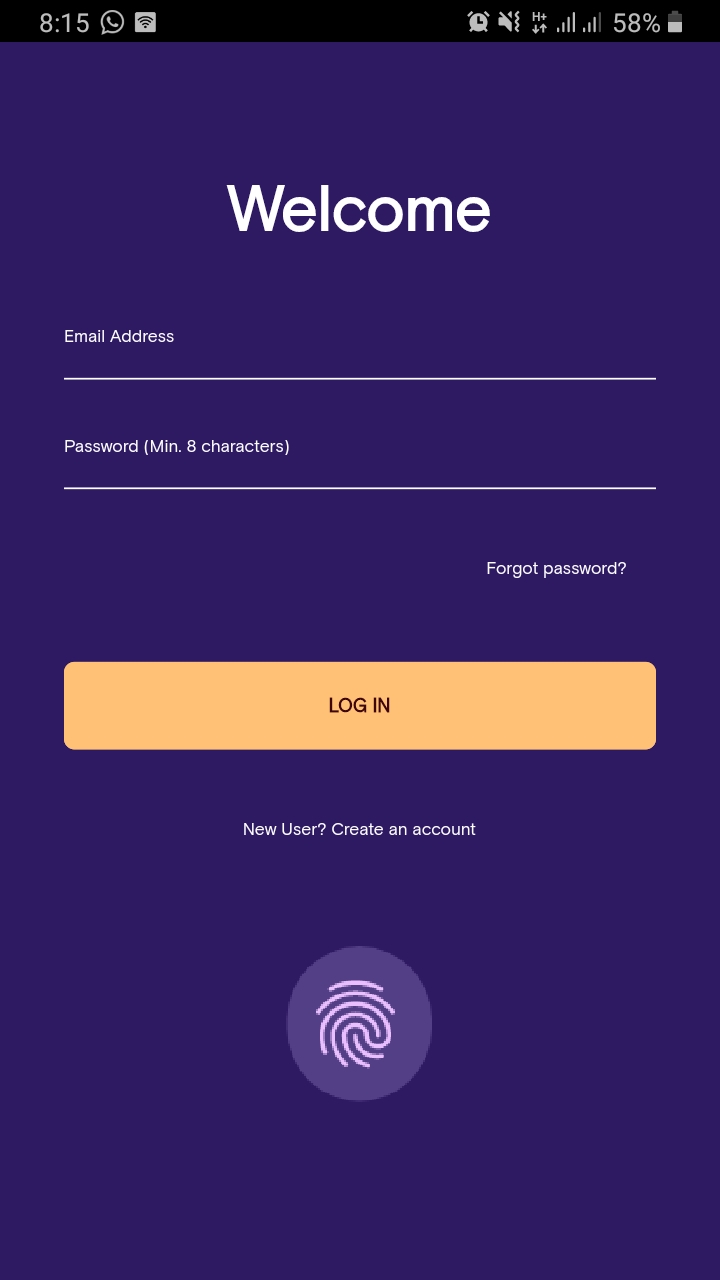 8:15 H+ 58%
Welcome
Email Address
Password (Min. 8 characters)
Forgot password?
LOG IN
New User? Create an account